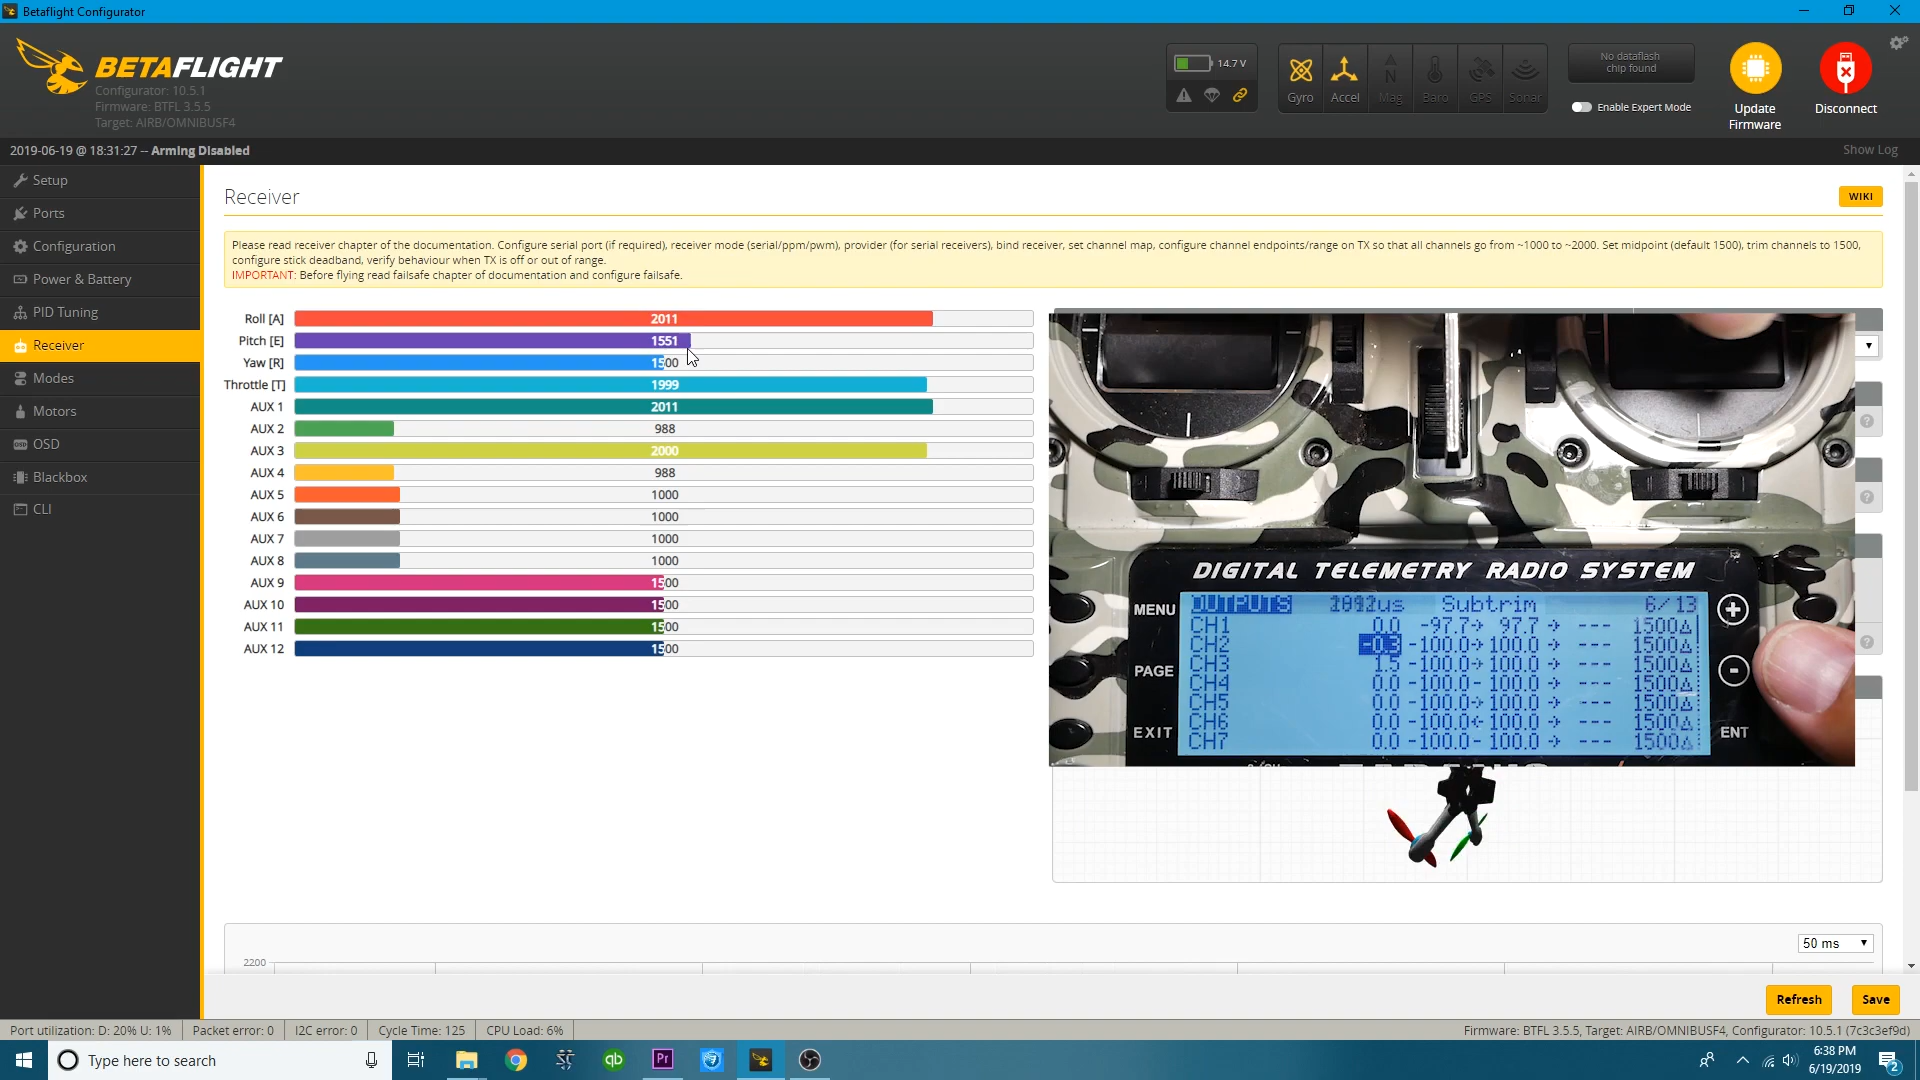 Betaflight Configurator
BETAFLIGHT
Configurator: 10.5.1
Firmware: BTFL 3.5.5
Target: AIRB/OMNIBUSF4
14.7 V
Gyro Accel Mag Baro GPS Sonar
No dataflash
chip found
Enable Expert Mode
Update
Firmware
Disconnect
2019-06-19 @ 18:31:27 -- Arming Disabled
Show Log
Setup
Ports
Configuration
Power & Battery
PID Tuning
Receiver
Modes
Motors
OSD
Blackbox
CLI
Receiver
WIKI
Please read receiver chapter of the documentation. Configure serial port (if required), receiver mode (serial/ppm/pwm), provider (for serial receivers), bind receiver, set channel map, configure channel endpoints/range on TX so that all channels go from ~1000 to ~2000. Set midpoint (default 1500), trim channels to 1500,
configure stick deadband, verify behaviour when TX is off or out of range.
IMPORTANT: Before flying read failsafe chapter of documentation and configure failsafe.
Roll [A] 2011
Pitch [E] 1551
Yaw [R] 1500
Throttle [T] 1999
AUX 1 2011
AUX 2 988
AUX 3 2000
AUX 4 988
AUX 5 1000
AUX 6 1000
AUX 7 1000
AUX 8 1000
AUX 9 1500
AUX 10 1500
AUX 11 1500
AUX 12 1500
DIGITAL TELEMETRY RADIO SYSTEM
MENU
PAGE
EXIT
+
-
ENT
OUTPUTS Subtrim 6/13
CH1 0.0 -97.7 97.7 --- 1500Δ
CH2 -0.3 -100.0 100.0 --- 1500Δ
CH3 1.5 -100.0 100.0 --- 1500Δ
CH4 0.0 -100.0 100.0 --- 1500Δ
CH5 0.0 -100.0 100.0 --- 1500Δ
CH6 0.0 -100.0 100.0 --- 1500Δ
CH7 0.0 -100.0 100.0 --- 1500Δ
50 ms
2200
Refresh
Save
Port utilization: D: 20% U: 1% Packet error: 0 I2C error: 0 Cycle Time: 125 CPU Load: 6%
Firmware: BTFL 3.5.5, Target: AIRB/OMNIBUSF4, Configurator: 10.5.1 (7c3c3ef9d)
Type here to search
qb
Pr
6:38 PM
6/19/2019
2